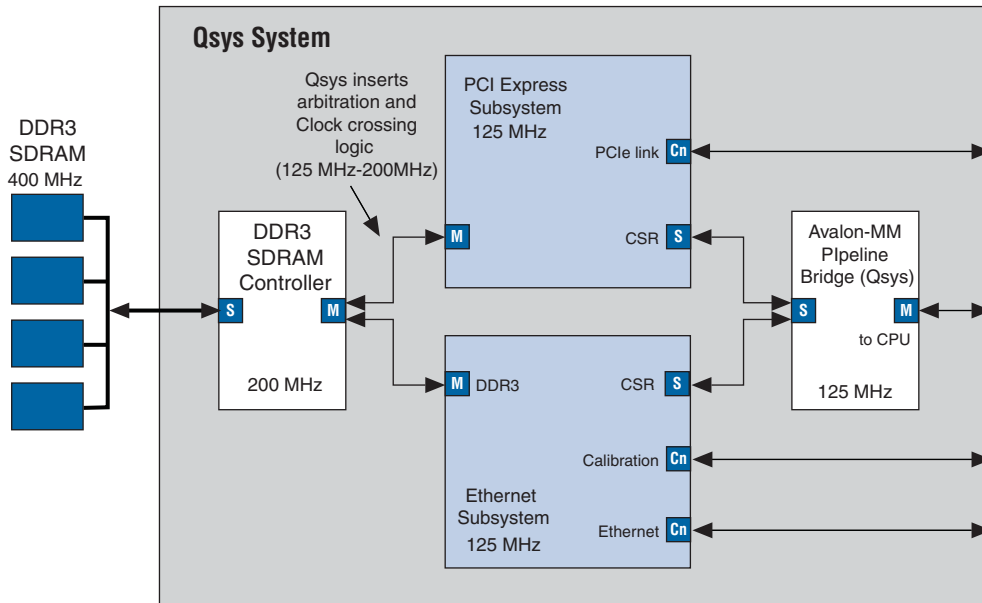 Qsys System
Qsys inserts
arbitration and
Clock crossing
logic
(125 MHz-200MHz)
DDR3
SDRAM
400 MHz
DDR3
SDRAM
Controller
S
M
200 MHz
PCI Express
Subsystem
125 MHz
PCIe link
Cn
M
CSR
S
M
DDR3
CSR
S
Calibration
Cn
Ethernet
Subsystem
125 MHz
Ethernet
Cn
Avalon-MM
PIpeline
Bridge (Qsys)
S
M
to CPU
125 MHz